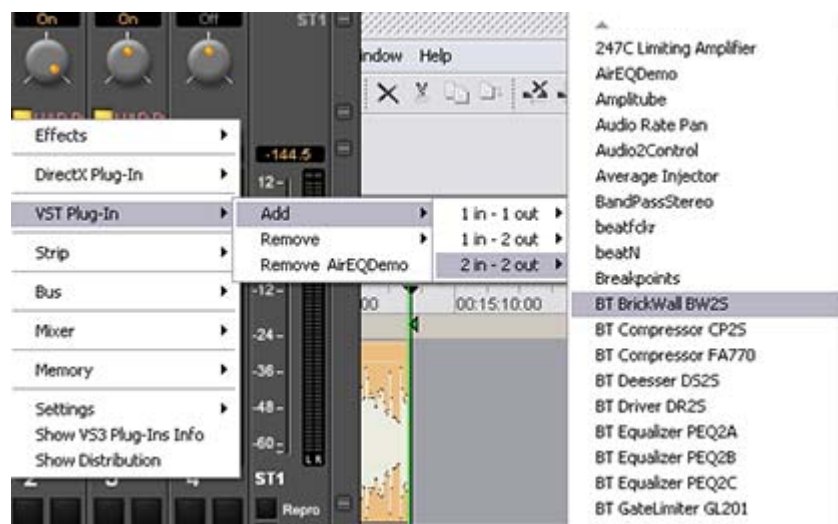 On
On
Off
ST1
Window Help
Effects
DirectX Plug-In
VST Plug-In
Strip
Bus
Mixer
Memory
Settings
Show VS3 Plug-Ins Info
Show Distribution
-144.5
12-
Add
Remove
Remove AirEQDemo
1 in - 1 out
1 in - 2 out
2 in - 2 out
-12-
-24-
-36-
-48-
-60-
L R
00:15:10:00
ST1
Repro
247C Limiting Amplifier
AirEQDemo
Amplitube
Audio Rate Pan
Audio2Control
Average Injector
BandPassStereo
beatfckr
beatN
Breakpoints
BT BrickWall BW2S
BT Compressor CP2S
BT Compressor FA770
BT Deesser DS2S
BT Driver DR2S
BT Equalizer PEQ2A
BT Equalizer PEQ2B
BT Equalizer PEQ2C
BT GateLimiter GL201